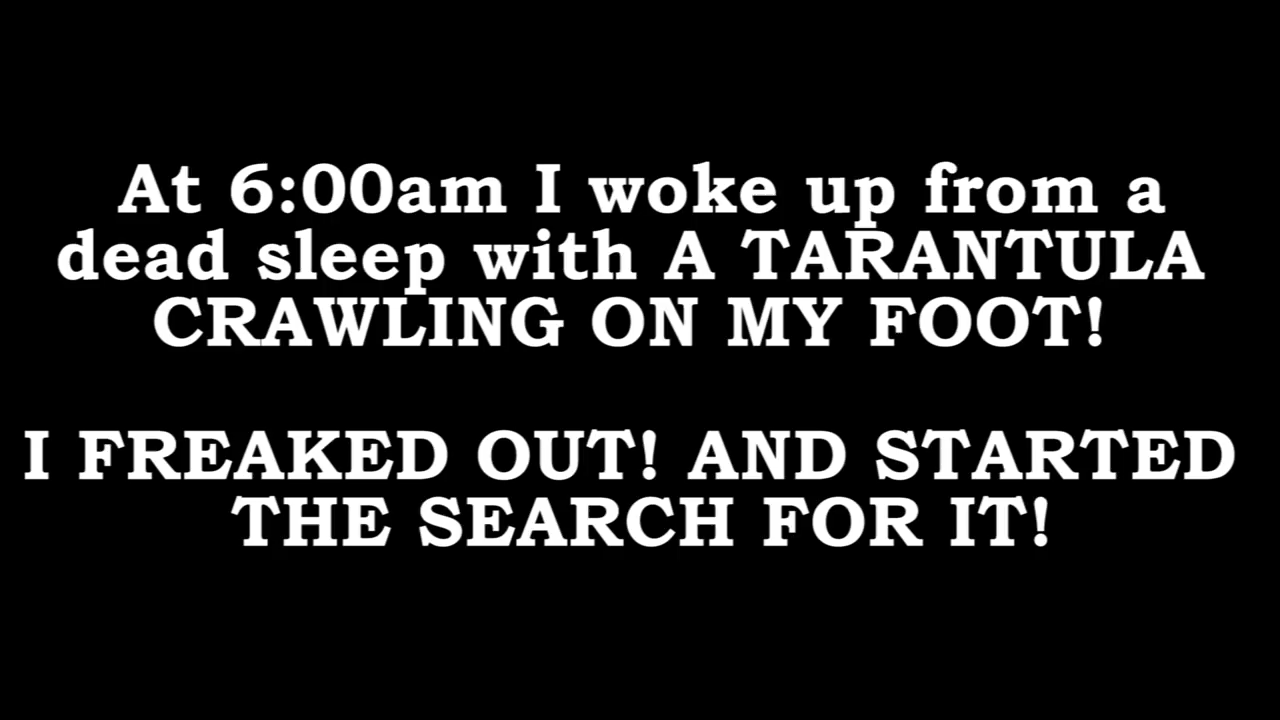 At 6:00am I woke up from a
dead sleep with A TARANTULA
CRAWLING ON MY FOOT!
I FREAKED OUT! AND STARTED
THE SEARCH FOR IT!